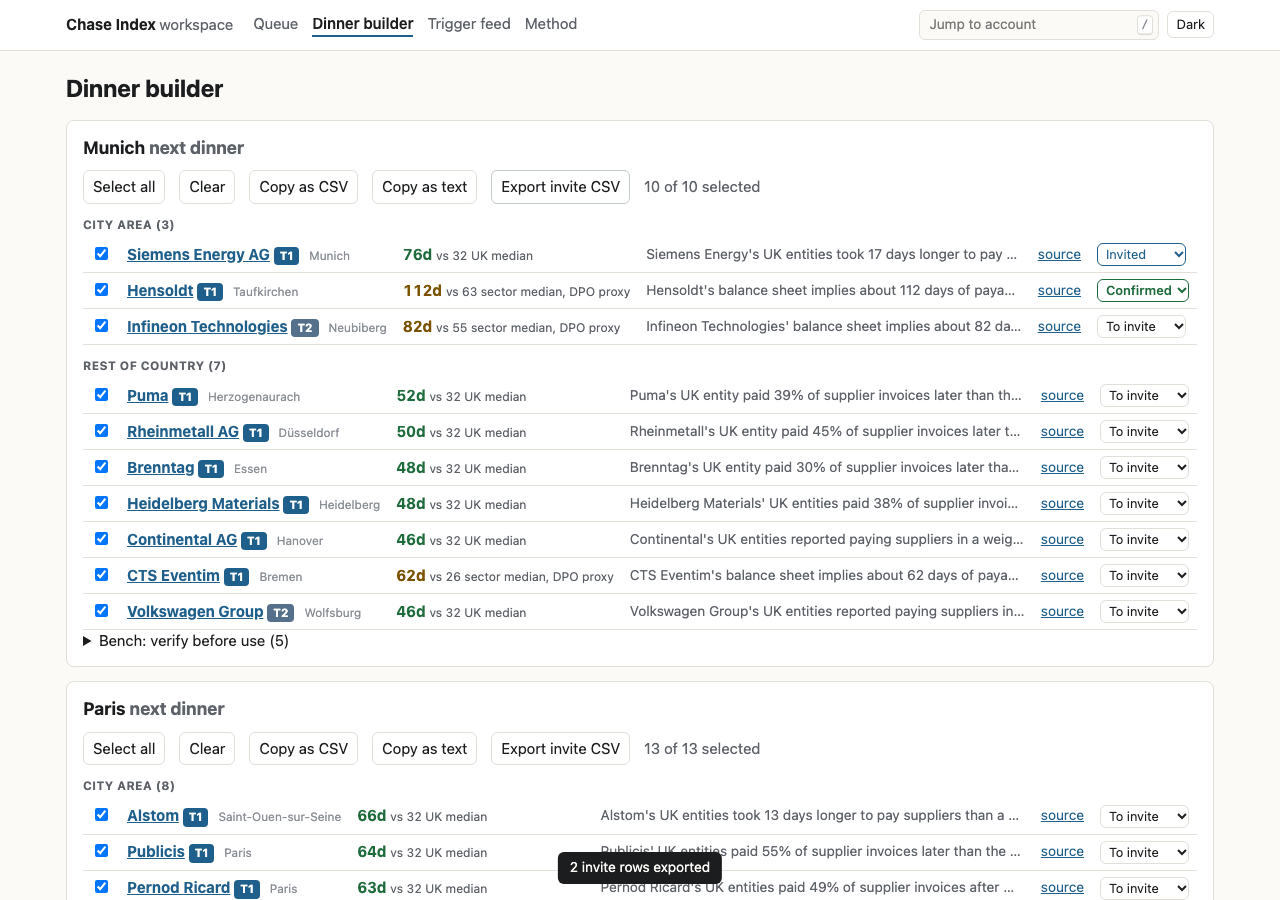 Chase Index workspace Queue Dinner builder Trigger feed Method Jump to account / Dark
Dinner builder
Munich next dinner
Select all Clear Copy as CSV Copy as text Export invite CSV 10 of 10 selected
CITY AREA (3)
Siemens Energy AG T1 Munich 76d vs 32 UK median Siemens Energy's UK entities took 17 days longer to pay ... source Invited
Hensoldt T1 Taufkirchen 112d vs 63 sector median, DPO proxy Hensoldt's balance sheet implies about 112 days of paya... source Confirmed
Infineon Technologies T2 Neubiberg 82d vs 55 sector median, DPO proxy Infineon Technologies' balance sheet implies about 82 da... source To invite
REST OF COUNTRY (7)
Puma T1 Herzogenaurach 52d vs 32 UK median Puma's UK entity paid 39% of supplier invoices later than th... source To invite
Rheinmetall AG T1 Düsseldorf 50d vs 32 UK median Rheinmetall's UK entity paid 45% of supplier invoices later t... source To invite
Brenntag T1 Essen 48d vs 32 UK median Brenntag's UK entity paid 30% of supplier invoices later tha... source To invite
Heidelberg Materials T1 Heidelberg 48d vs 32 UK median Heidelberg Materials' UK entities paid 38% of supplier invoi... source To invite
Continental AG T1 Hanover 46d vs 32 UK median Continental's UK entities reported paying suppliers in a weig... source To invite
CTS Eventim T1 Bremen 62d vs 26 sector median, DPO proxy CTS Eventim's balance sheet implies about 62 days of paya... source To invite
Volkswagen Group T2 Wolfsburg 46d vs 32 UK median Volkswagen Group's UK entities reported paying suppliers in... source To invite
Bench: verify before use (5)
Paris next dinner
Select all Clear Copy as CSV Copy as text Export invite CSV 13 of 13 selected
CITY AREA (8)
Alstom T1 Saint-Ouen-sur-Seine 66d vs 32 UK median Alstom's UK entities took 13 days longer to pay suppliers than a ... source To invite
Publicis T1 Paris 64d vs 32 UK median Publicis' UK entities paid 55% of supplier invoices later than the ... source To invite
2 invite rows exported
Pernod Ricard T1 Paris 63d vs 32 UK median Pernod Ricard's UK entities paid 49% of supplier invoices after ... source To invite